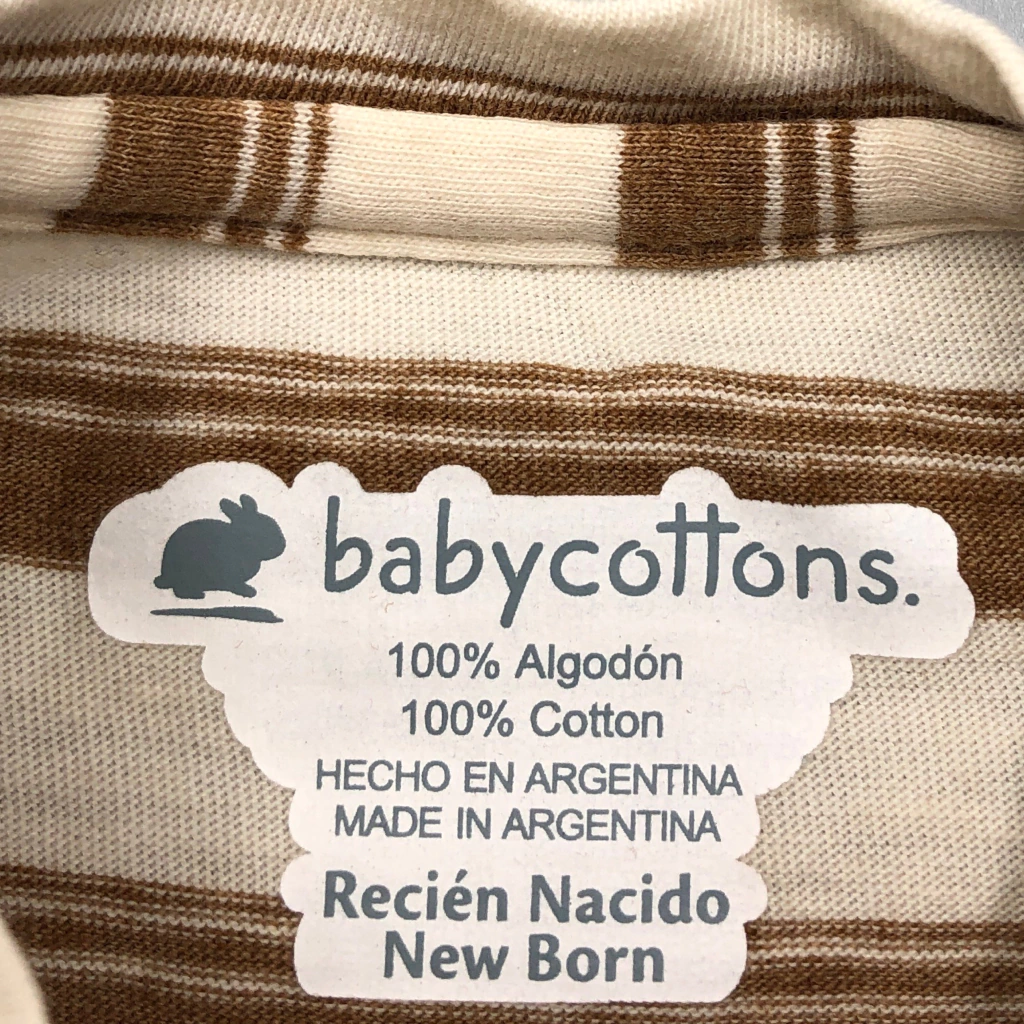 babycottons.
100% Algodón
100% Cotton
HECHO EN ARGENTINA
MADE IN ARGENTINA
Recién Nacido
New Born